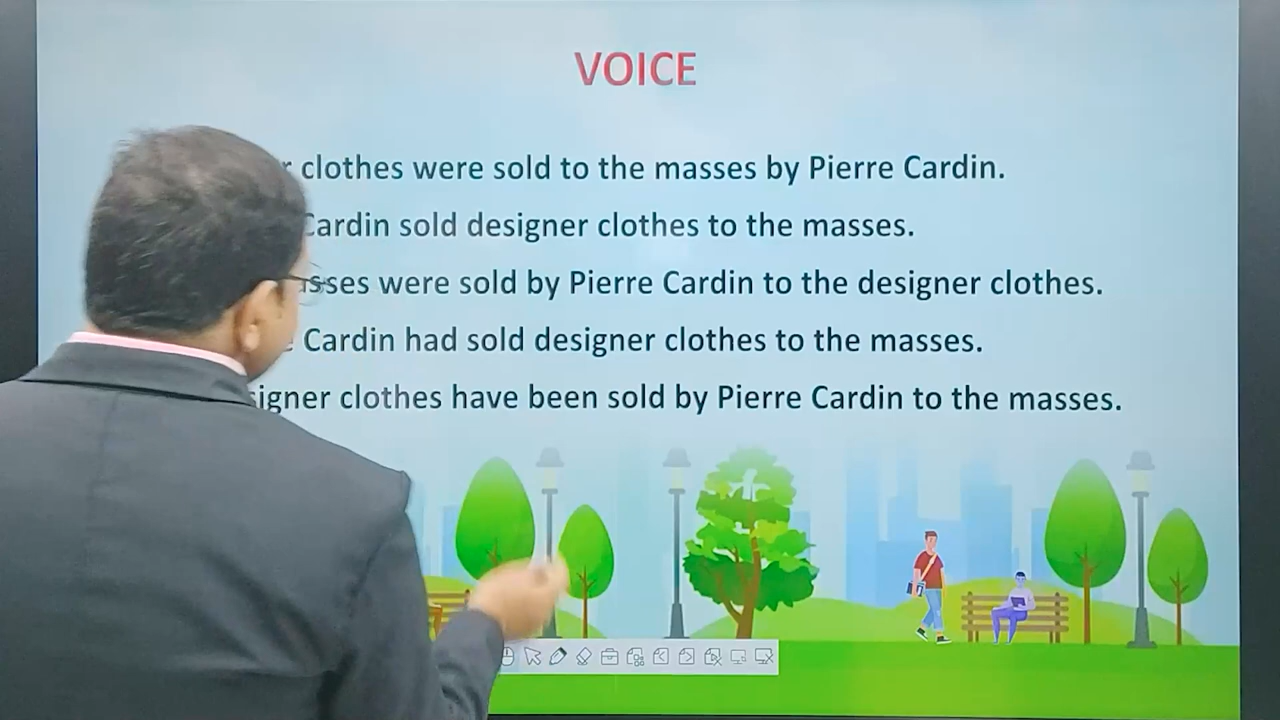 VOICE
clothes were sold to the masses by Pierre Cardin.
Cardin sold designer clothes to the masses.
were sold by Pierre Cardin to the designer clothes.
Cardin had sold designer clothes to the masses.
clothes have been sold by Pierre Cardin to the masses.